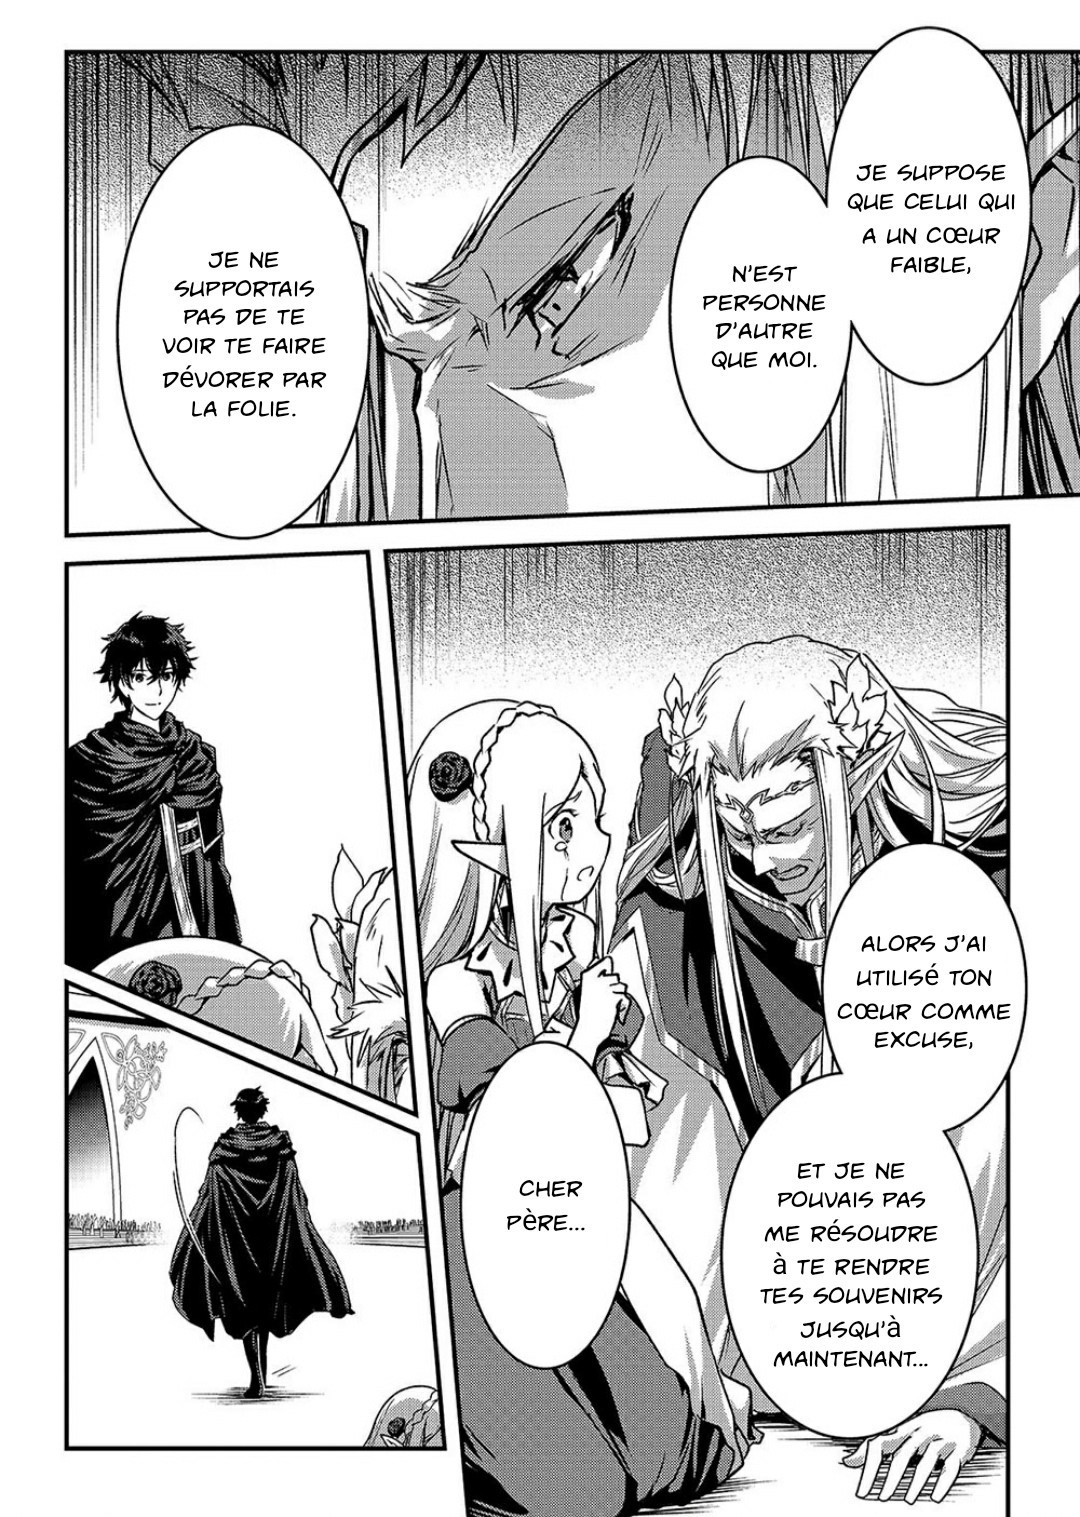 JE SUPPOSE
QUE CELUI QUI
A UN CŒUR
FAIBLE,
N'EST
PERSONNE
D'AUTRE
QUE MOI.
JE NE
SUPPORTAIS
PAS DE TE
VOIR TE FAIRE
DÉVORER PAR
LA FOLIE.
ALORS J'AI
UTILISÉ TON
CŒUR COMME
EXCUSE,
ET JE NE
POUVAIS PAS
ME RÉSOUDRE
À TE RENDRE
TES SOUVENIRS
JUSQU'À
MAINTENANT...
CHER
PÈRE...